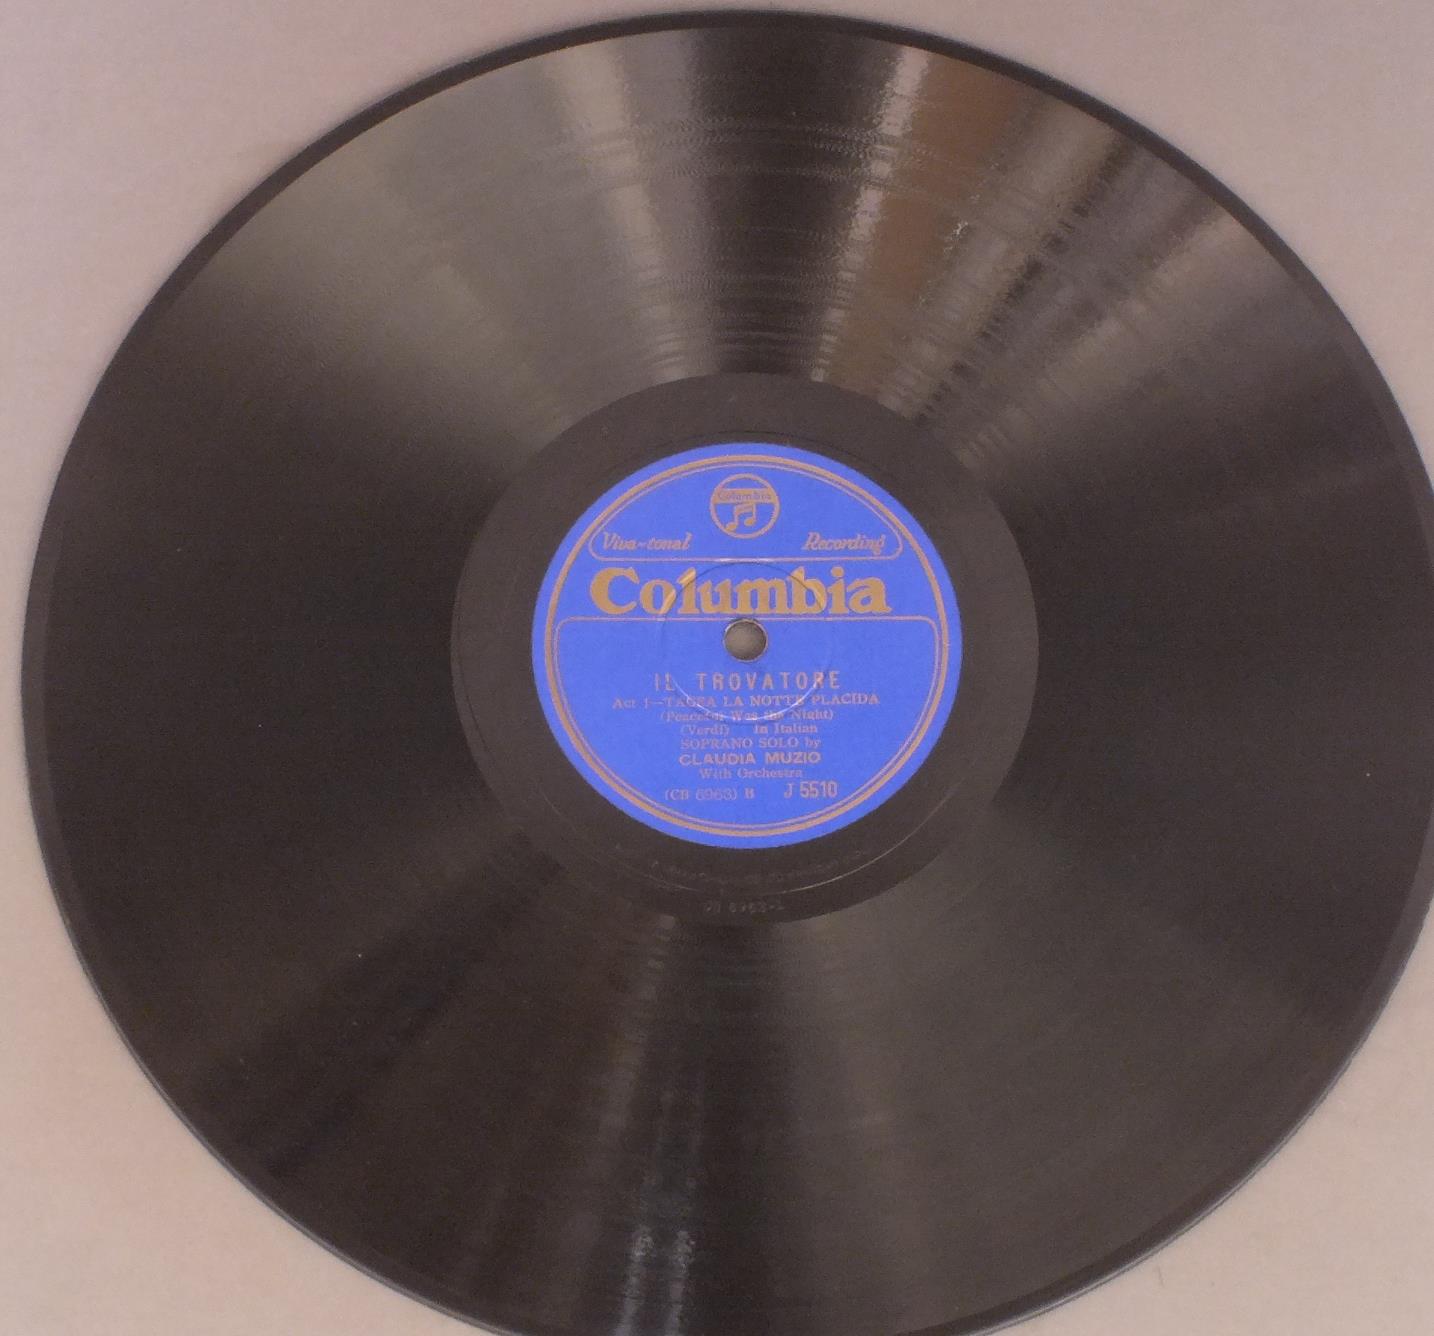 Columbia
Viva-tonal Recording
Columbia
IL TROVATORE
Act 1—TACEA LA NOTTE PLACIDA
(Peaceful Was the Night)
(Verdi) In Italian
SOPRANO SOLO by
CLAUDIA MUZIO
With Orchestra
(CB 6963) B J 5510